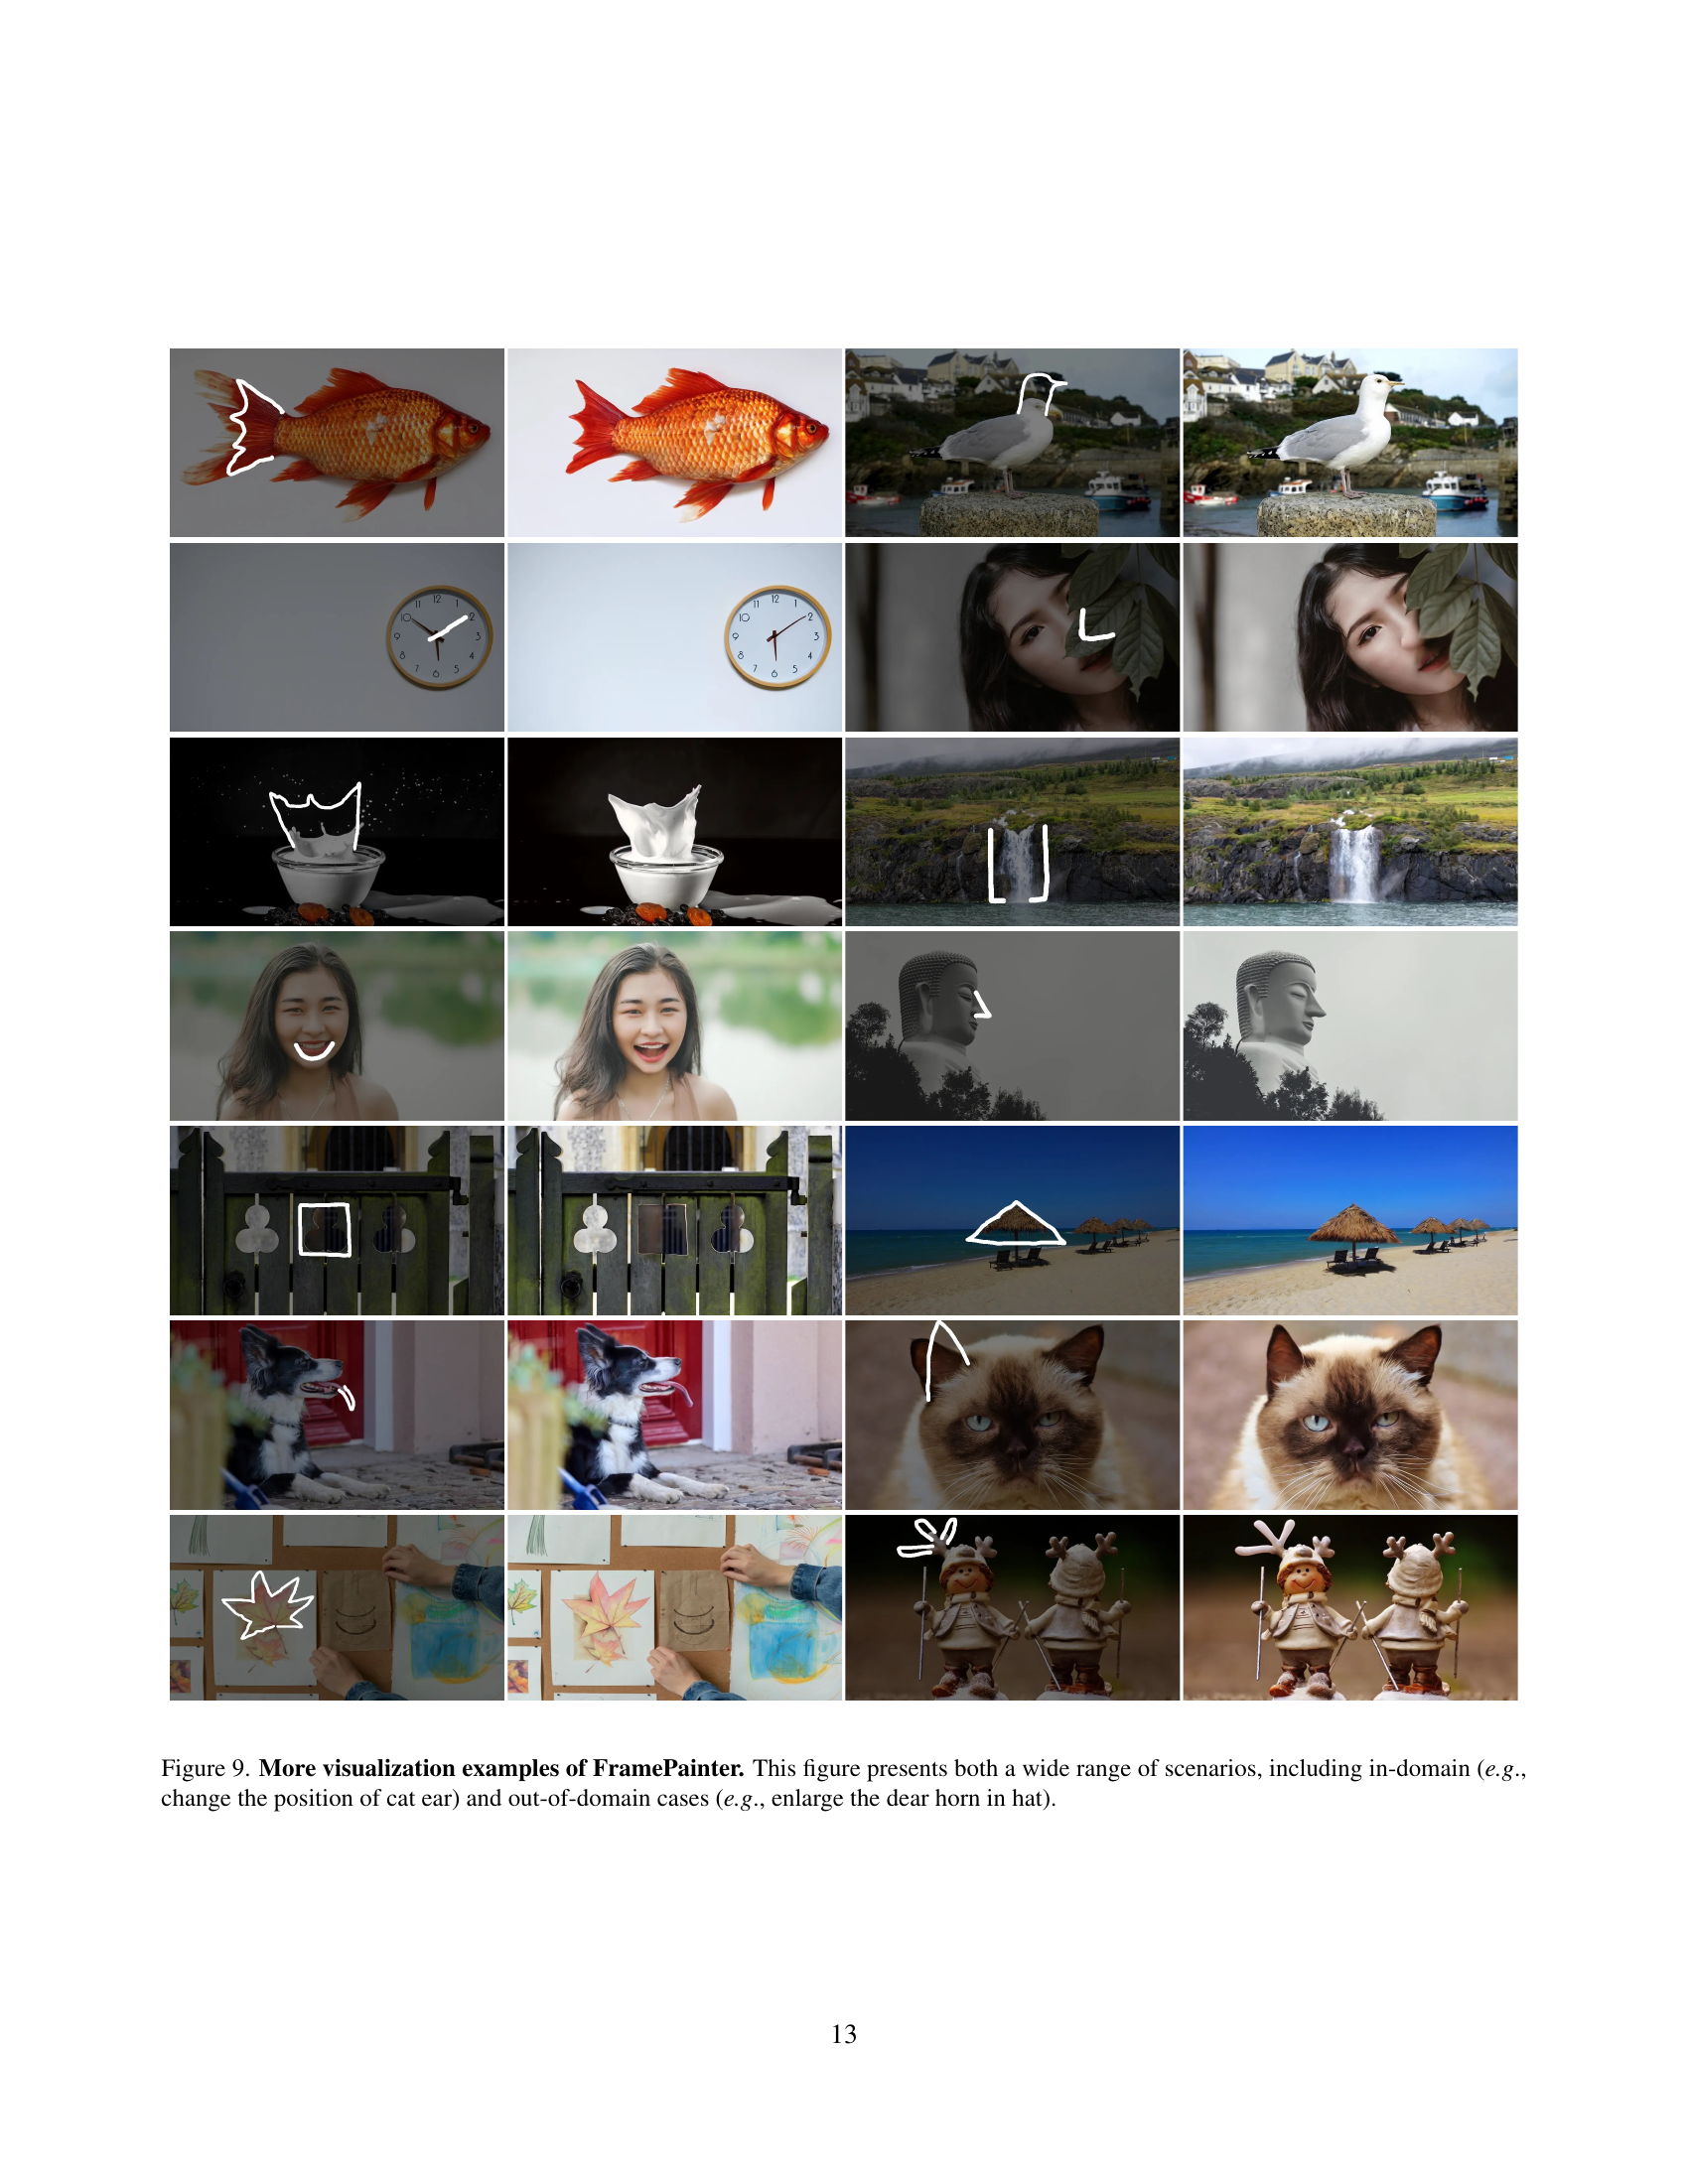 Figure 9. More visualization examples of FramePainter. This figure presents both a wide range of scenarios, including in-domain (e.g.,
change the position of cat ear) and out-of-domain cases (e.g., enlarge the dear horn in hat).
13